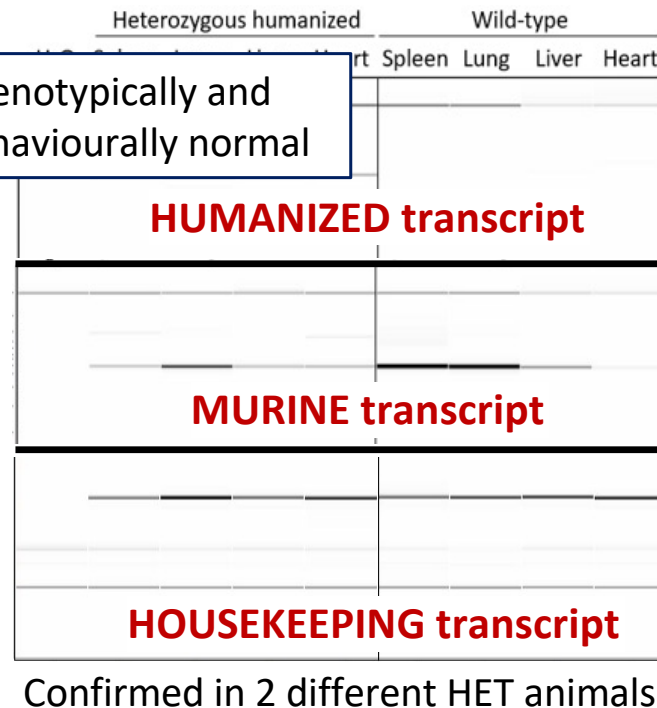 Heterozygous humanized Wild-type
rt Spleen Lung Liver Heart
enotypically and
naviourally normal
HUMANIZED transcript
MURINE transcript
HOUSEKEEPING transcript
Confirmed in 2 different HET animals